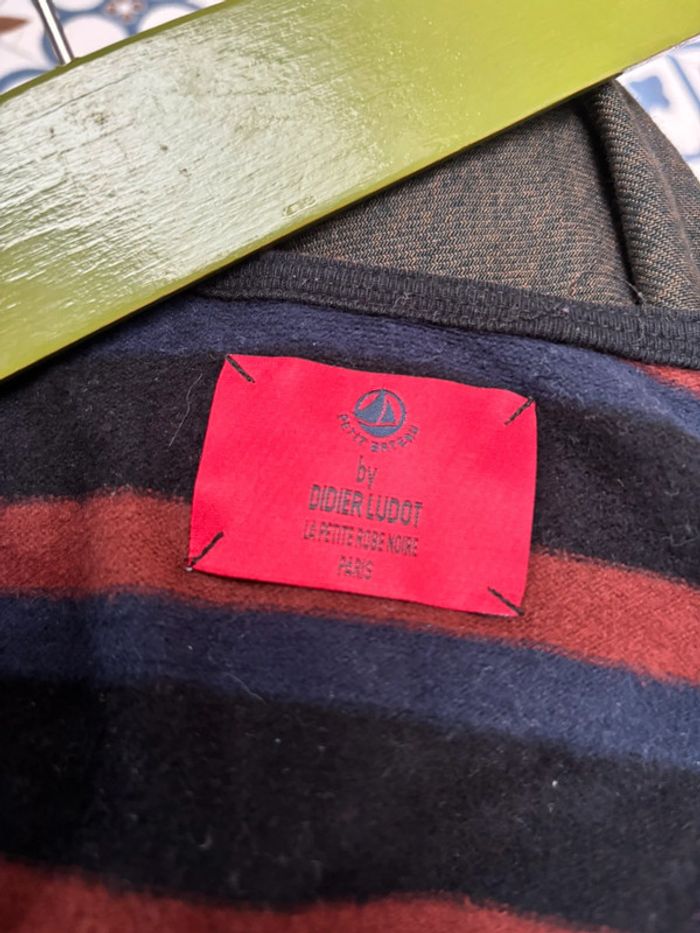 PETIT BATEAU
by
DIDIER LUDOT
LA PETITE ROBE NOIRE
PARIS